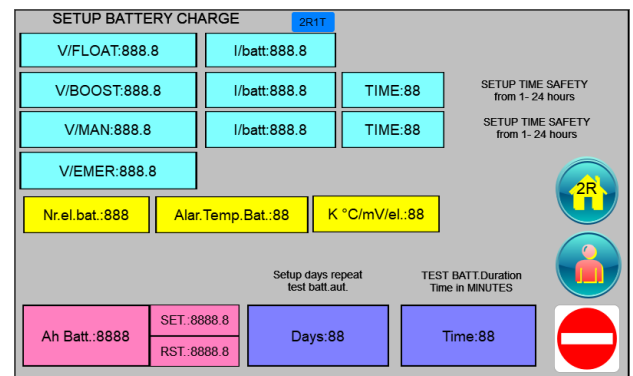 SETUP BATTERY CHARGE 2R1T
V/FLOAT:888.8 I/batt:888.8
V/BOOST:888.8 I/batt:888.8 TIME:88
SETUP TIME SAFETY
from 1- 24 hours
V/MAN:888.8 I/batt:888.8 TIME:88
SETUP TIME SAFETY
from 1- 24 hours
V/EMER:888.8
2R
Nr.el.bat.:888 Alar.Temp.Bat.:88 K °C/mV/el.:88
Setup days repeat
test batt.aut.
TEST BATT.Duration
Time in MINUTES
Ah Batt.:8888
SET.:8888.8
RST.:8888.8
Days:88
Time:88